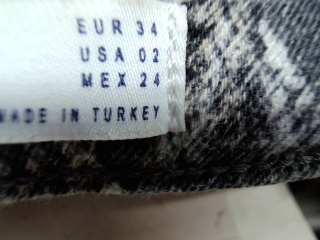 EUR 34
USA 02
MEX 24
MADE IN TURKEY